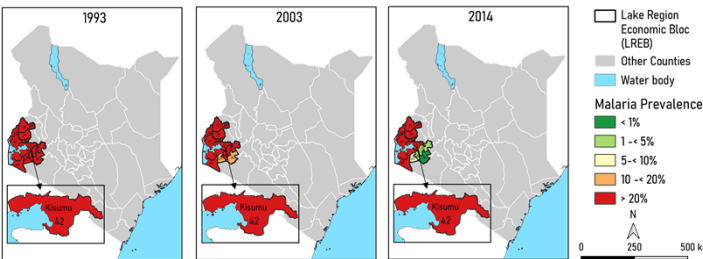 1993
2003
2014
Kisumu
42
Kisumu
42
Kisumu
42
Lake Region
Economic Bloc
(LREB)
Other Counties
Water body
Malaria Prevalence
< 1%
1 -< 5%
5-< 10%
10 -< 20%
> 20%
N
0 250 500 k